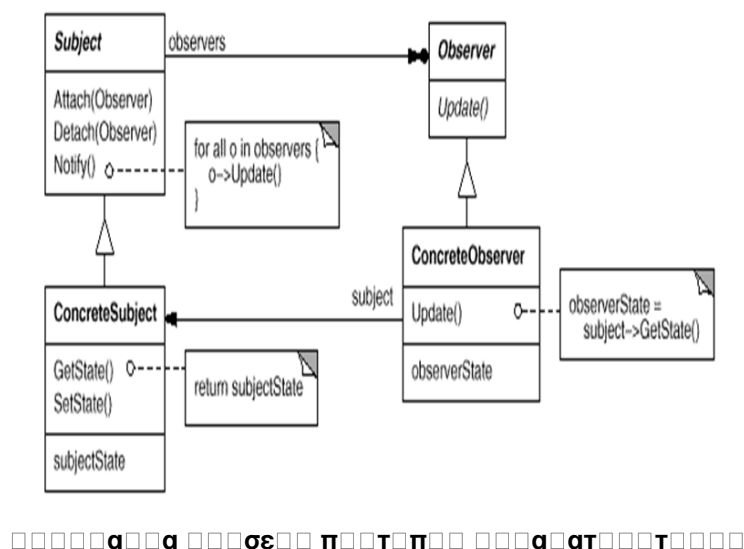 Subject
observers
Observer
Attach(Observer)
Detach(Observer)
Notify()
Update()
for all o in observers {
o->Update()
}
ConcreteObserver
subject
ConcreteSubject
Update()
observerState =
subject->GetState()
GetState()
SetState()
return subjectState
observerState
subjectState